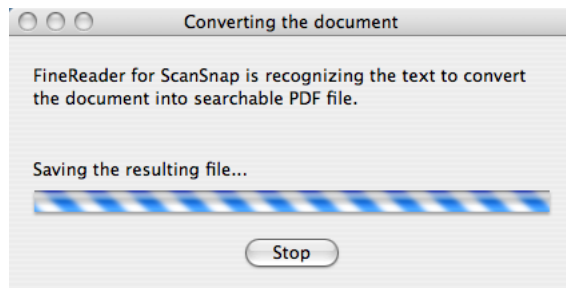 Converting the document
FineReader for ScanSnap is recognizing the text to convert
the document into searchable PDF file.
Saving the resulting file...
Stop